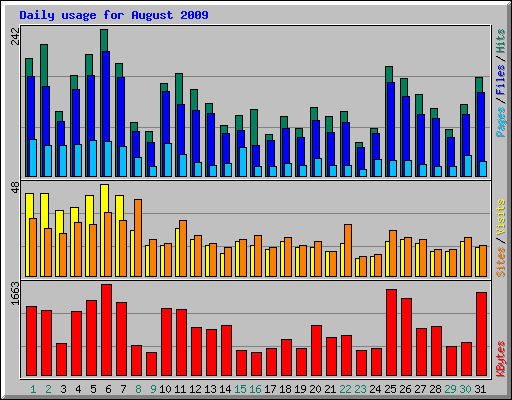 Daily usage for August 2009
242
Pages / Files / Hits
48
Sites / Visits
1663
KBytes
1 2 3 4 5 6 7 8 9 10 11 12 13 14 15 16 17 18 19 20 21 22 23 24 25 26 27 28 29 30 31